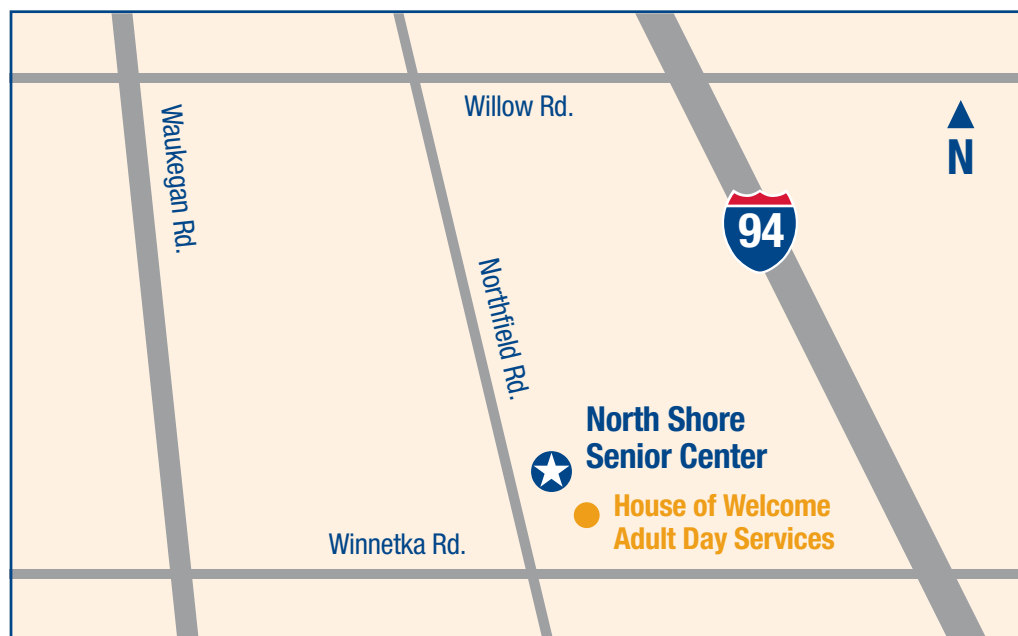 Willow Rd.
Waukegan Rd.
N
94
Northfield Rd.
North Shore
Senior Center
House of Welcome
Adult Day Services
Winnetka Rd.